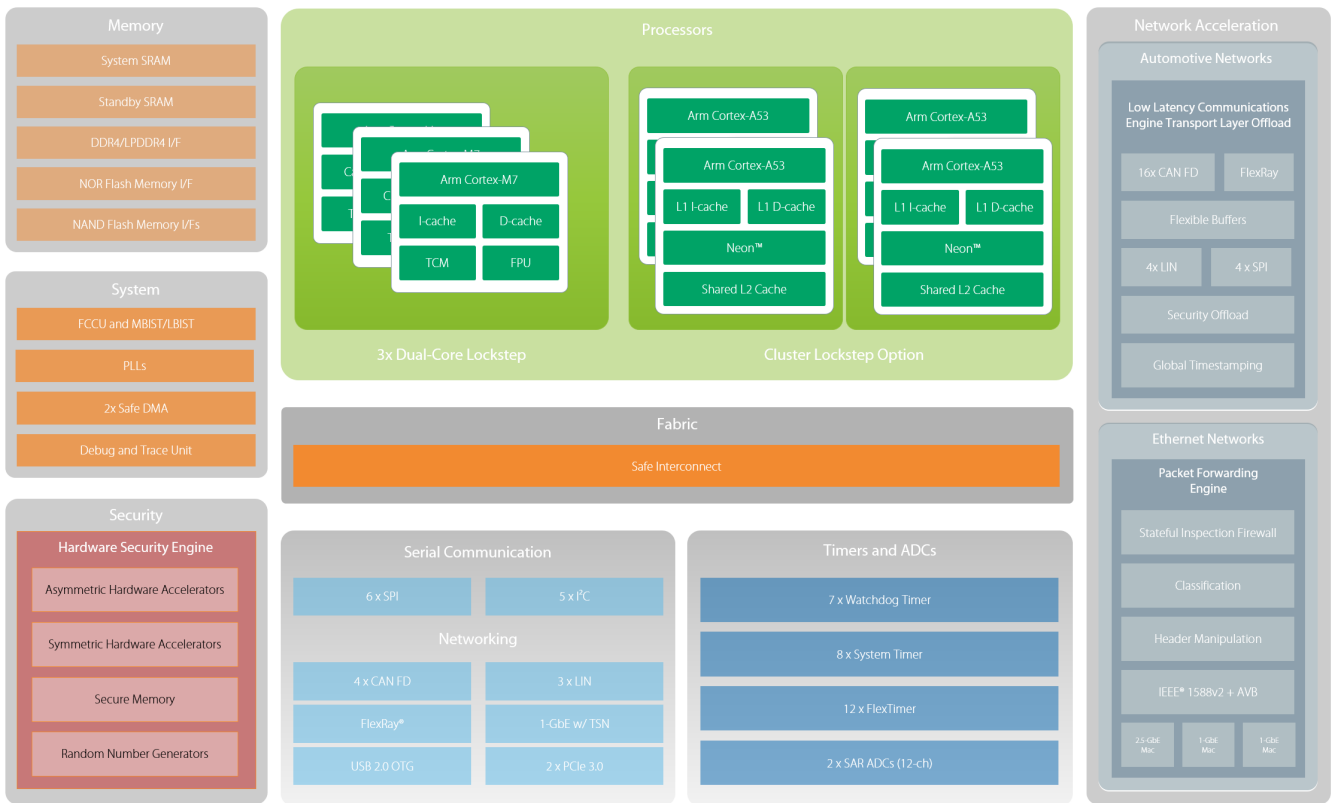 Memory
System SRAM
Standby SRAM
DDR4/LPDDR4 I/F
NOR Flash Memory I/F
NAND Flash Memory I/Fs
System
FCCU and MBIST/LBIST
PLLs
2x Safe DMA
Debug and Trace Unit
Security
Hardware Security Engine
Asymmetric Hardware Accelerators
Symmetric Hardware Accelerators
Secure Memory
Random Number Generators
Processors
Arm Cortex-M7
I-cache
D-cache
TCM
FPU
3x Dual-Core Lockstep
Arm Cortex-A53
Arm Cortex-A53
L1 I-cache
L1 D-cache
Neon™
Shared L2 Cache
Arm Cortex-A53
Arm Cortex-A53
L1 I-cache
L1 D-cache
Neon™
Shared L2 Cache
Cluster Lockstep Option
Fabric
Safe Interconnect
Serial Communication
6 x SPI
5 x I²C
Networking
4 x CAN FD
3 x LIN
FlexRay®
1-GbE w/ TSN
USB 2.0 OTG
2 x PCIe 3.0
Timers and ADCs
7 x Watchdog Timer
8 x System Timer
12 x FlexTimer
2 x SAR ADCs (12-ch)
Network Acceleration
Automotive Networks
Low Latency Communications
Engine Transport Layer Offload
16x CAN FD
FlexRay
Flexible Buffers
4x LIN
4 x SPI
Security Offload
Global Timestamping
Ethernet Networks
Packet Forwarding
Engine
Stateful Inspection Firewall
Classification
Header Manipulation
IEEE® 1588v2 + AVB
2.5-GbE
Mac
1-GbE
Mac
1-GbE
Mac